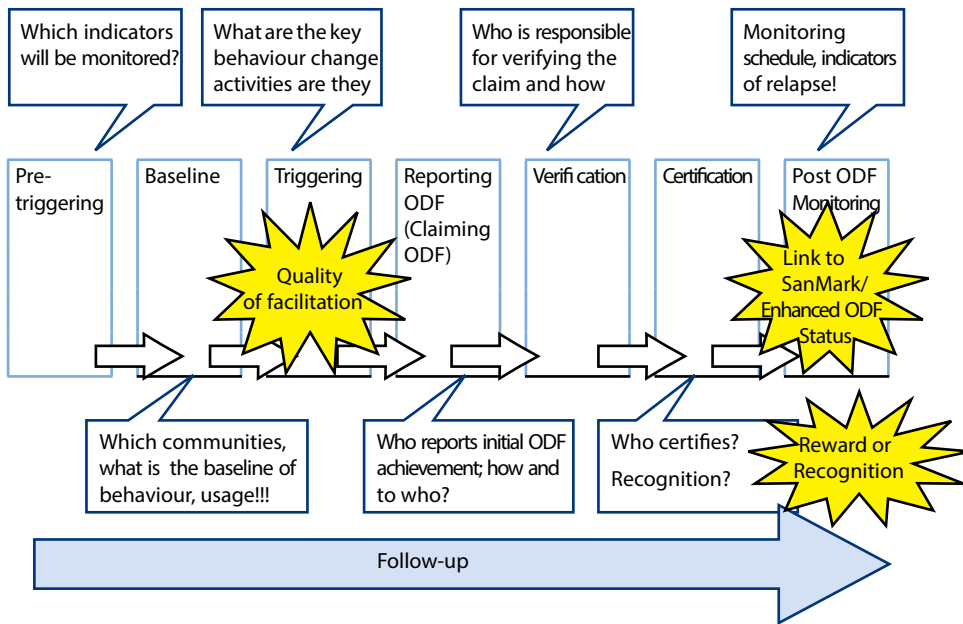 Which indicators
will be monitored?
What are the key
behaviour change
activities are they
Who is responsible
for verifying the
claim and how
Monitoring
schedule, indicators
of relapse!
Pre-
triggering
Baseline
Triggering
Reporting
ODF
(Claiming
ODF)
Verifi cation
Certification
Post ODF
Monitoring
Quality
of facilitation
Link to
SanMark/
Enhanced ODF
Status
Which communities,
what is the baseline of
behaviour, usage!!!
Who reports initial ODF
achievement; how and
to who?
Who certifies?
Recognition?
Reward or
Recognition
Follow-up